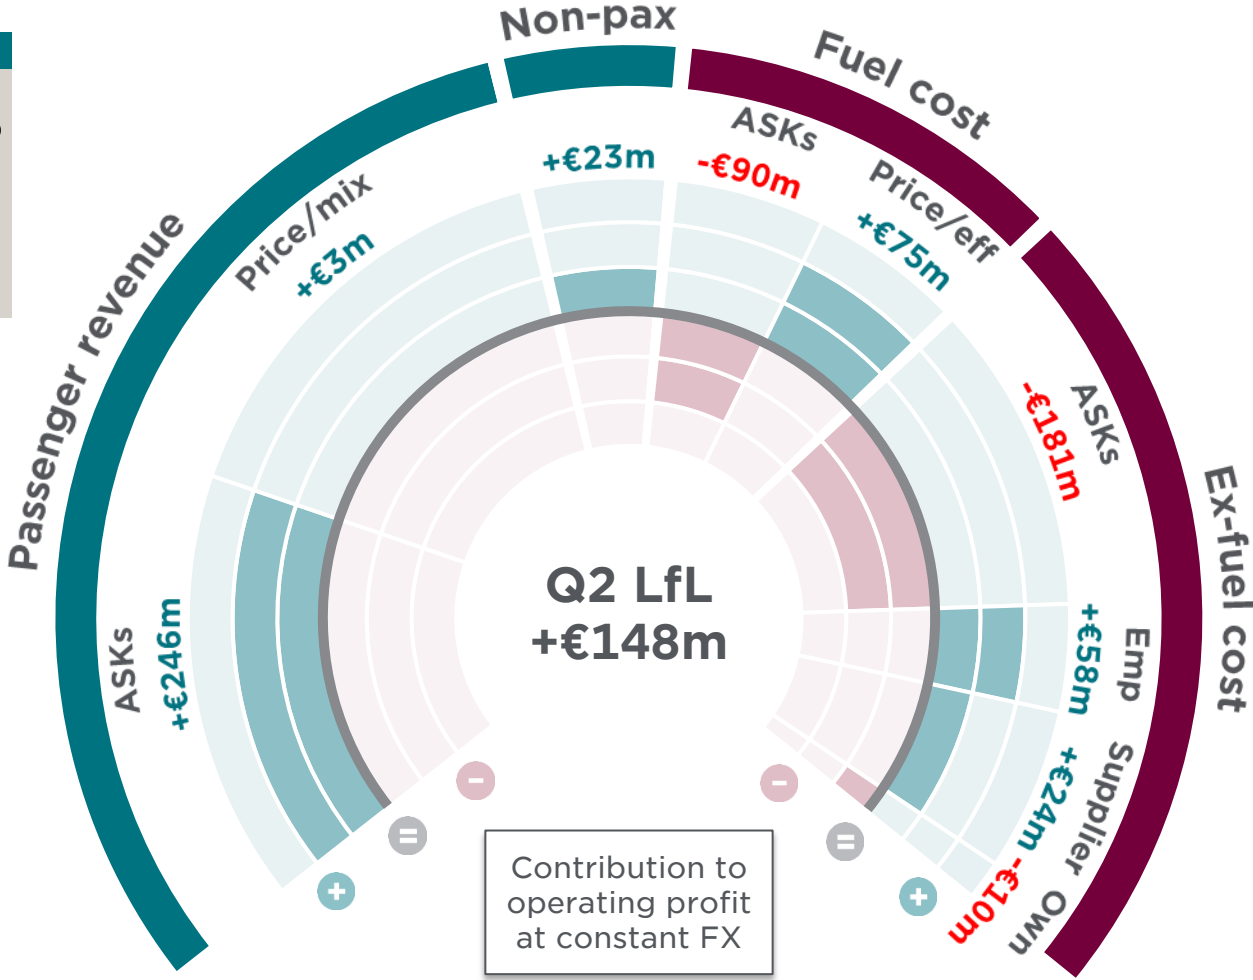 Non-pax
Fuel cost
ASKs
-€90m
+€23m
Price/eff
+€75m
Price/mix
+€3m
Passenger revenue
ASKs
-€181m
Ex-fuel cost
Q2 LfL
+€148m
ASKs
+€246m
Emp
+€58m
Supplier
+€24m
Own
-€10m
Contribution to
operating profit
at constant FX